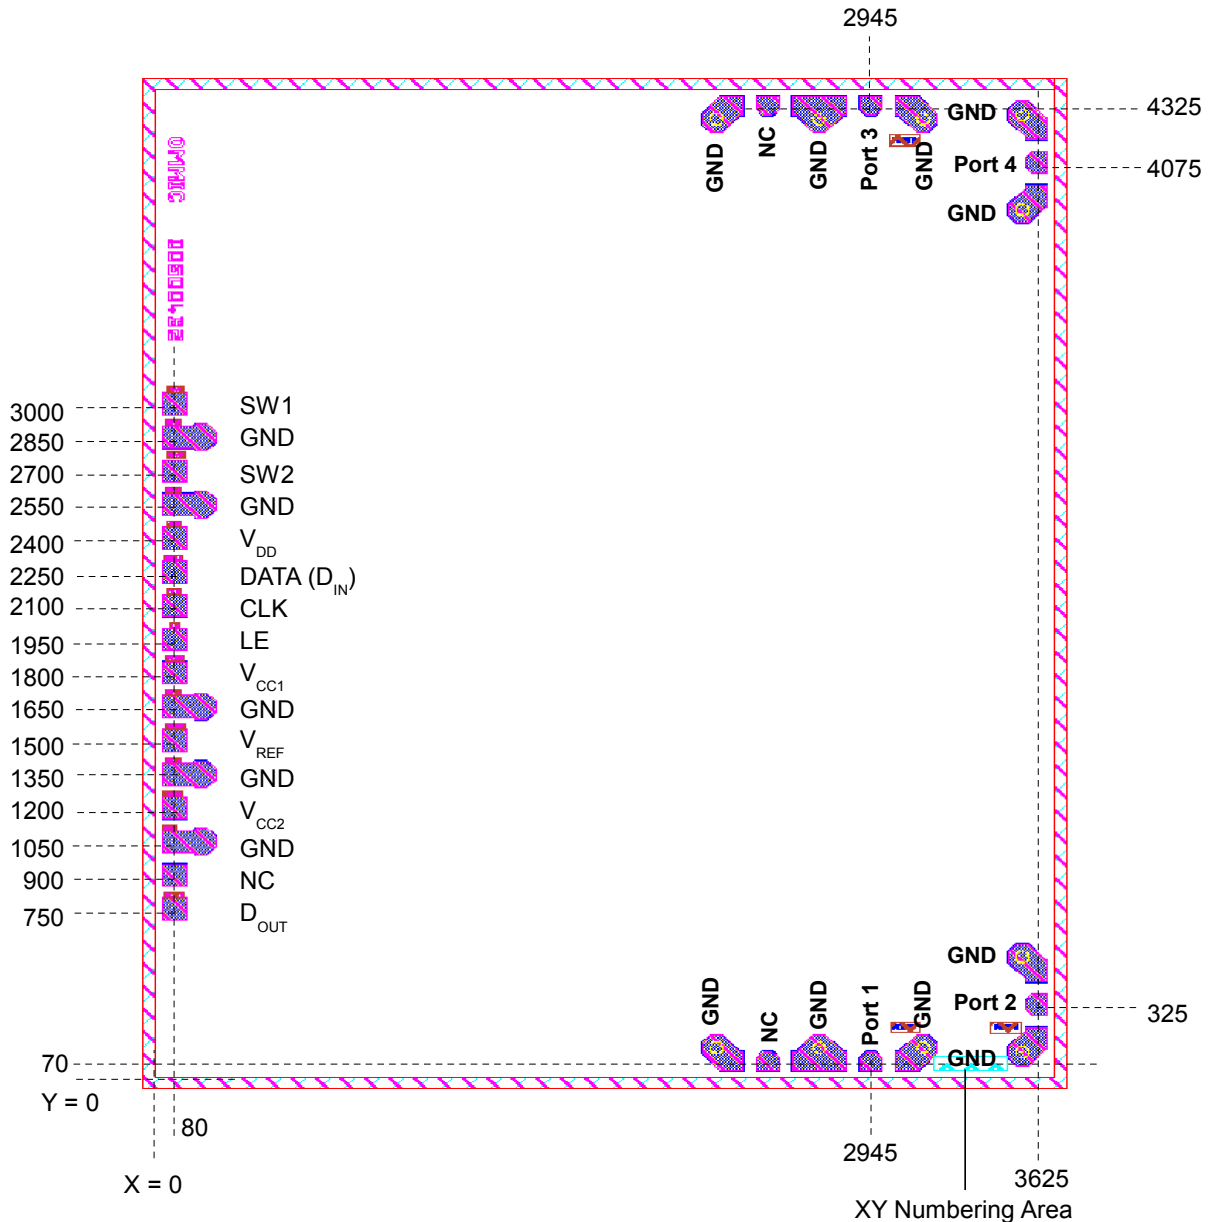 2945
4325
4075
GND
NC
GND
Port 3
GND
GND
Port 4
GND
OMMIC
3000 SW1
2850 GND
2700 SW2
2550 GND
2400 VDD
2250 DATA (DIN)
2100 CLK
1950 LE
1800 VCC1
1650 GND
1500 VREF
1350 GND
1200 VCC2
1050 GND
900 NC
750 DOUT
GND
NC
GND
Port 1
GND
GND
Port 2
GND
325
70
Y = 0
80
X = 0
2945
3625
XY Numbering Area